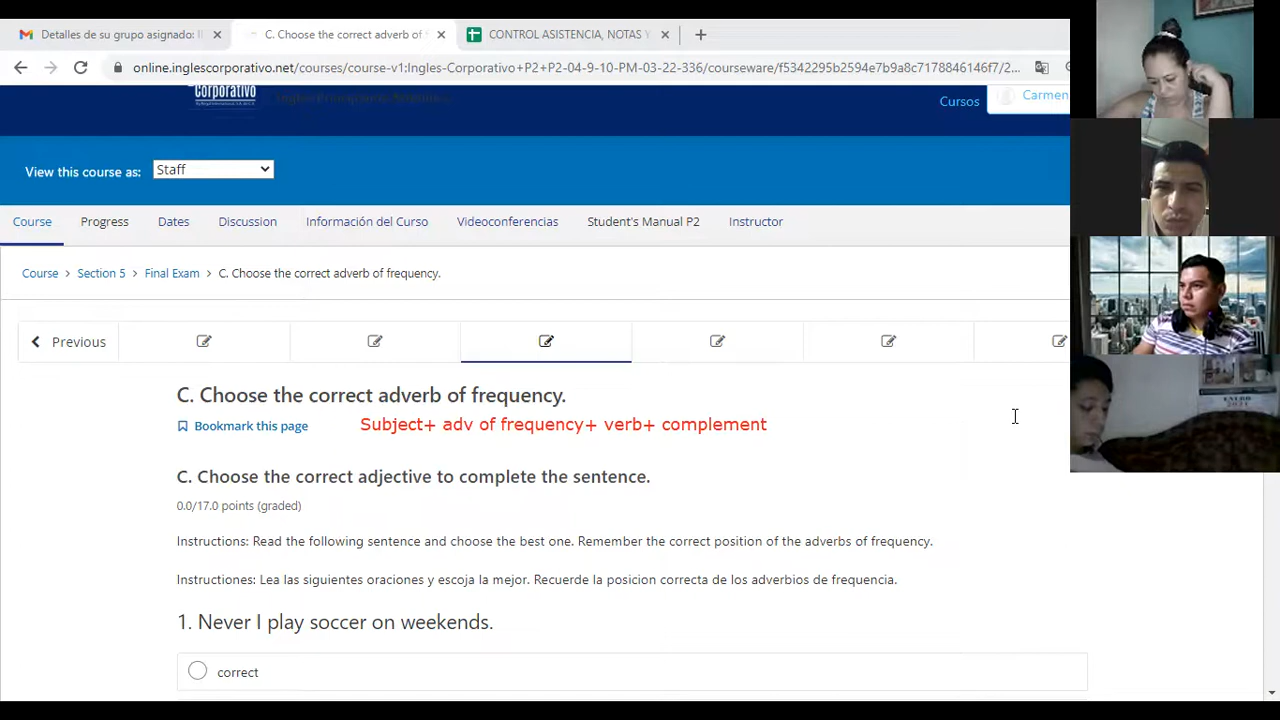 Detalles de su grupo asignado: I
C. Choose the correct adverb of f
CONTROL ASISTENCIA, NOTAS Y
online.inglescorporativo.net/courses/course-v1:Ingles-Corporativo+P2+P2-04-9-10-PM-03-22-336/courseware/f5342295b2594e7b9a8c7178846146f7/2...
Corporativo
Cursos
Carmen
View this course as:
Staff
Course
Progress
Dates
Discussion
Información del Curso
Videoconferencias
Student's Manual P2
Instructor
Course > Section 5 > Final Exam > C. Choose the correct adverb of frequency.
Previous
C. Choose the correct adverb of frequency.
Bookmark this page
Subject+ adv of frequency+ verb+ complement
C. Choose the correct adjective to complete the sentence.
0.0/17.0 points (graded)
Instructions: Read the following sentence and choose the best one. Remember the correct position of the adverbs of frequency.
Instructiones: Lea las siguientes oraciones y escoja la mejor. Recuerde la posicion correcta de los adverbios de frecuencia.
1. Never I play soccer on weekends.
correct